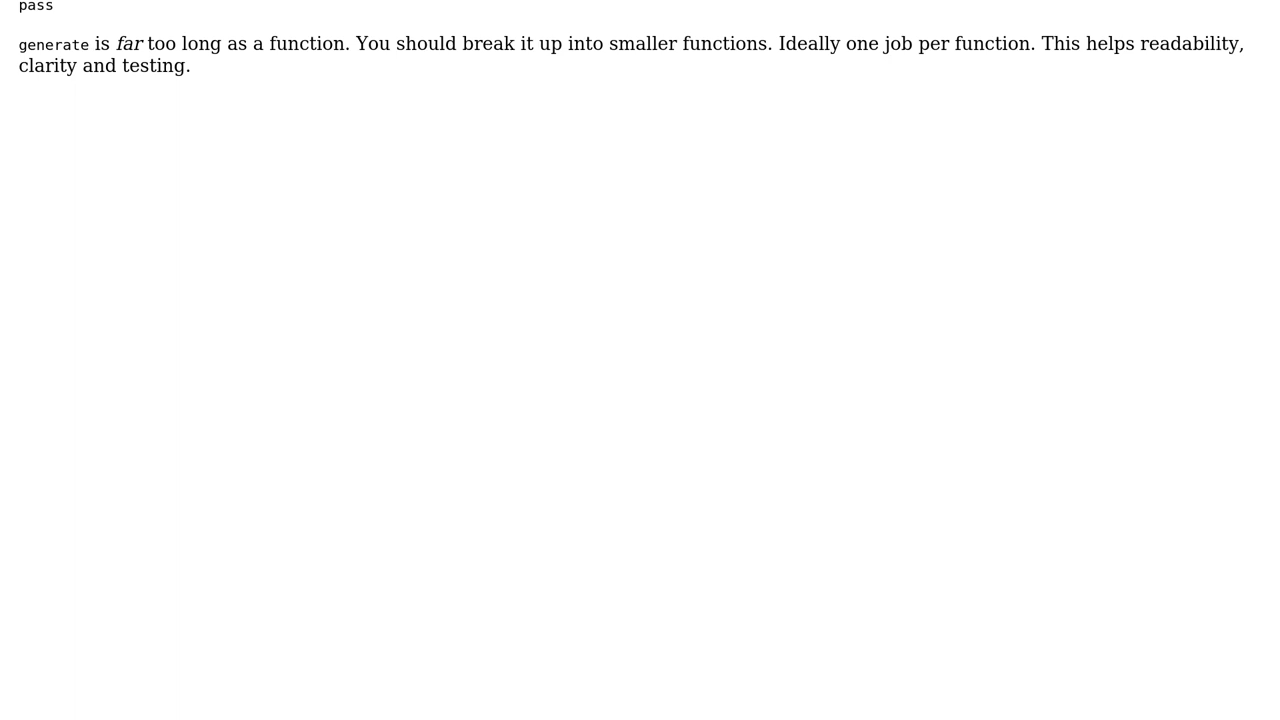 pass
generate is far too long as a function. You should break it up into smaller functions. Ideally one job per function. This helps readability,
clarity and testing.